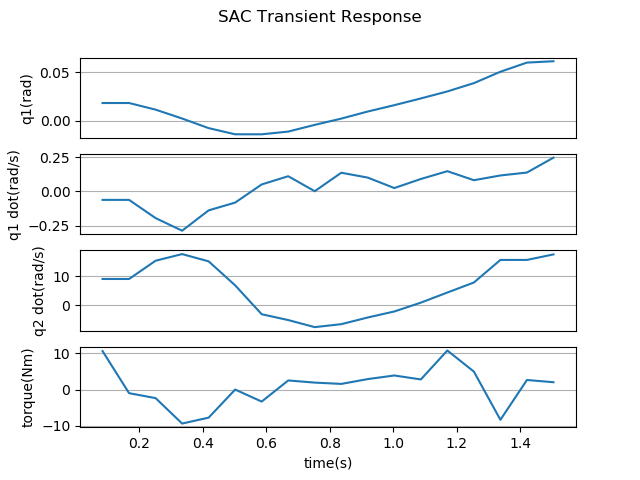 SAC Transient Response
q1(rad)
0.05
0.00
q1 dot(rad/s)
0.25
0.00
−0.25
q2 dot(rad/s)
10
0
torque(Nm)
10
0
−10
0.2 0.4 0.6 0.8 1.0 1.2 1.4
time(s)